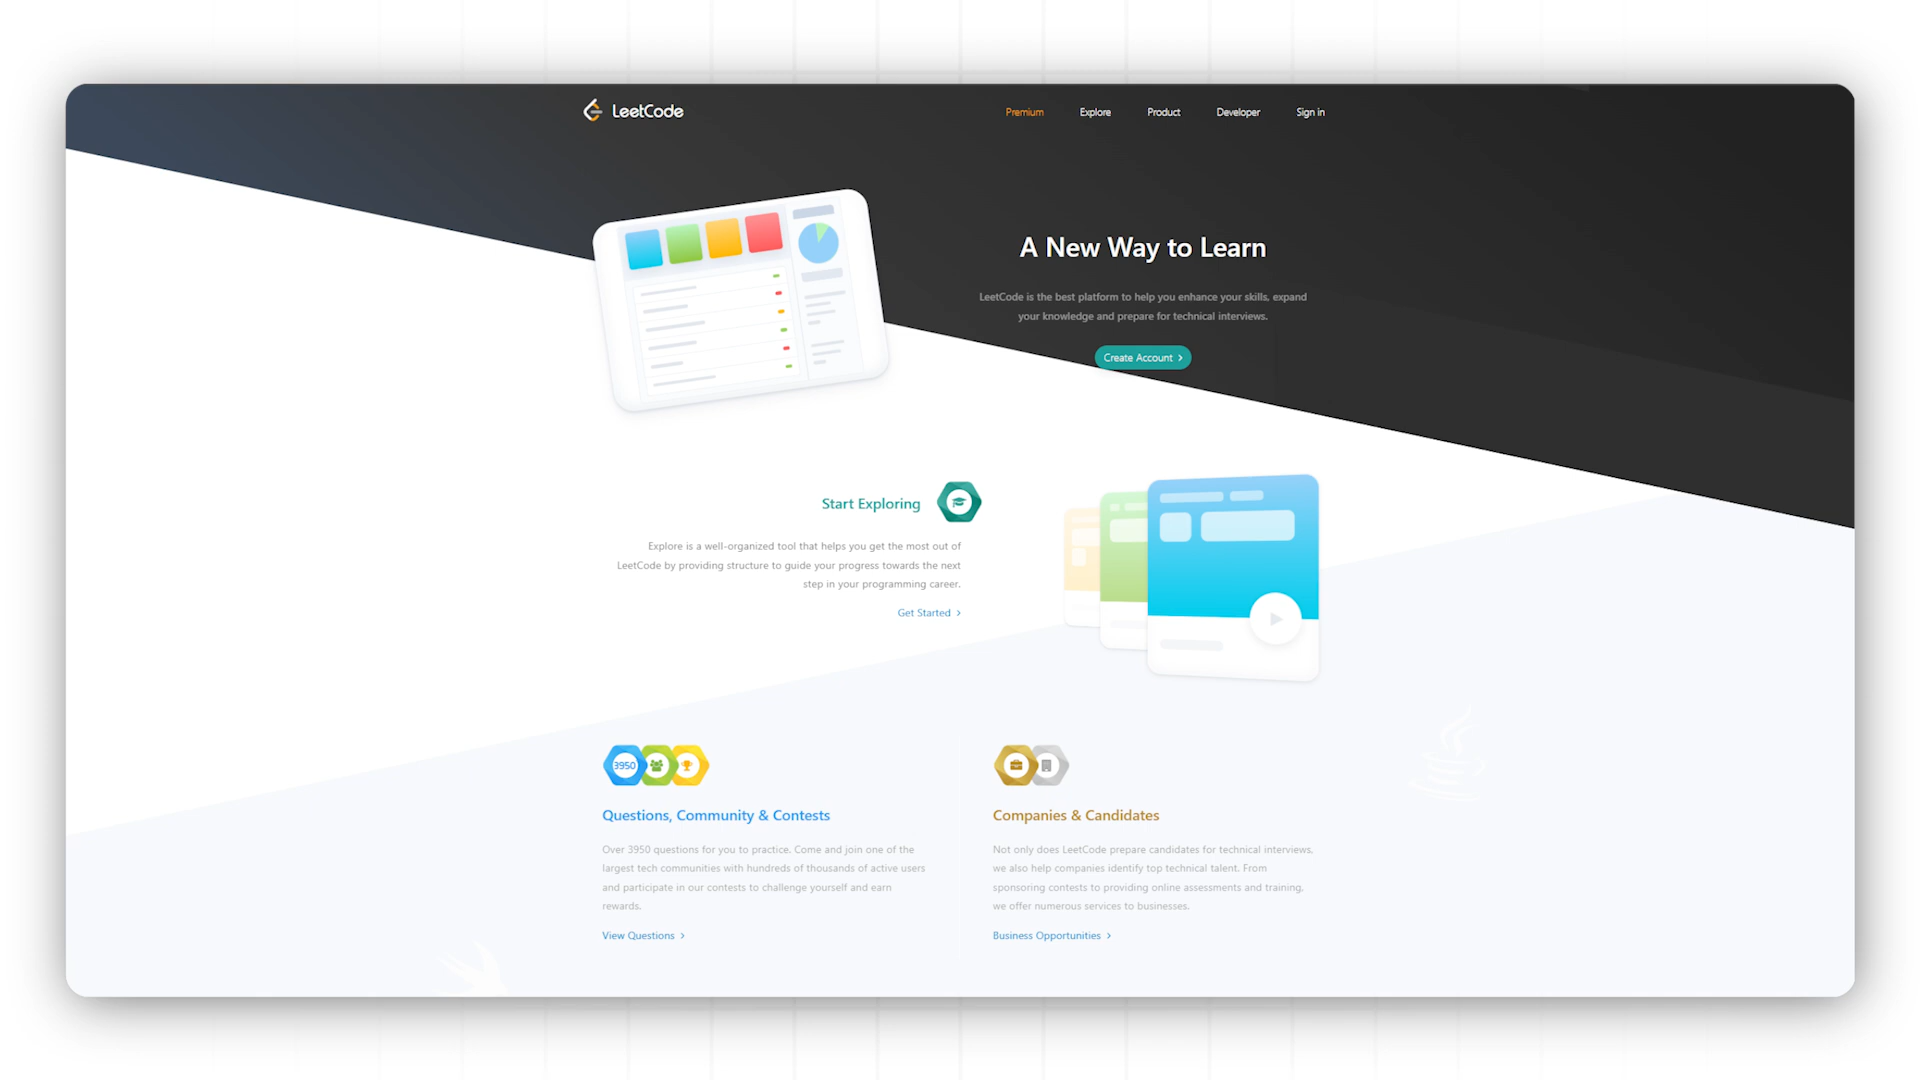 LeetCode
Premium Explore Product Developer Sign in
A New Way to Learn
LeetCode is the best platform to help you enhance your skills, expand
your knowledge and prepare for technical interviews.
Create Account
Start Exploring
Explore is a well-organized tool that helps you get the most out of
LeetCode by providing structure to guide your progress towards the next
step in your programming career.
Get Started
3950
Questions, Community & Contests
Over 3950 questions for you to practice. Come and join one of the
largest tech communities with hundreds of thousands of active users
and participate in our contests to challenge yourself and earn
rewards.
View Questions
Companies & Candidates
Not only does LeetCode prepare candidates for technical interviews,
we also help companies identify top technical talent. From
sponsoring contests to providing online assessments and training,
we offer numerous services to businesses.
Business Opportunities